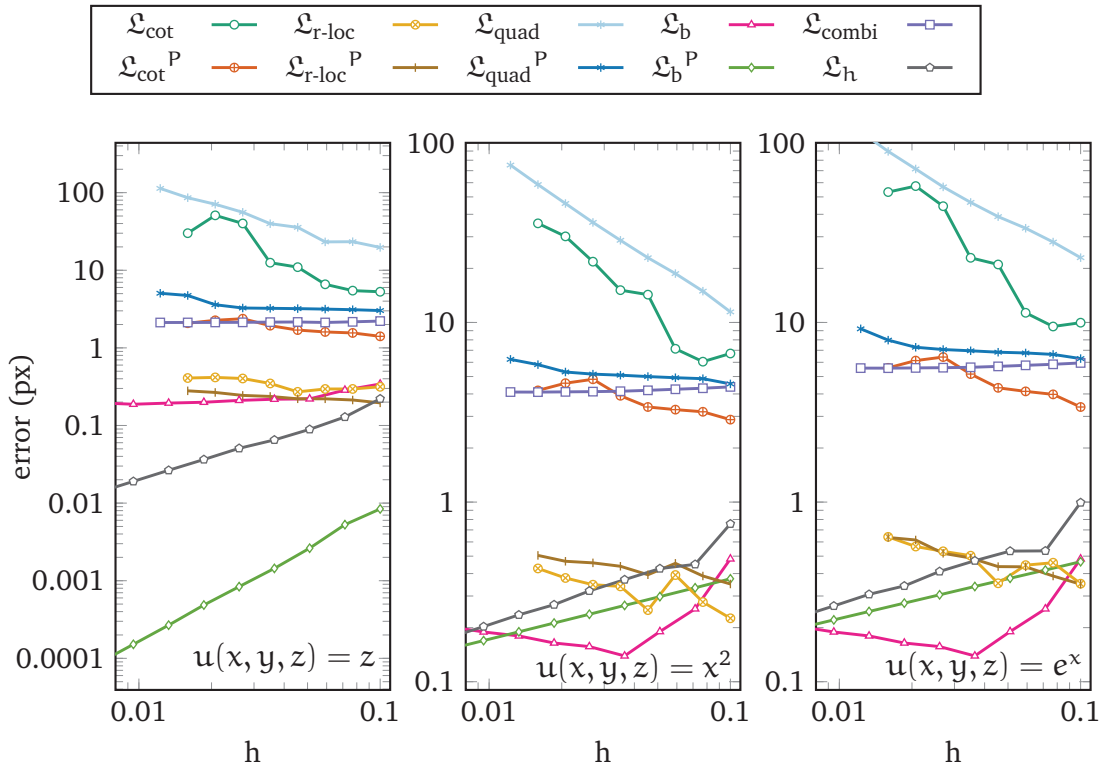 𝔏cot 𝔏r-loc 𝔏quad 𝔏b 𝔏combi
𝔏cot^P 𝔏r-loc^P 𝔏quad^P 𝔏b^P 𝔏ħ
error (px)
100
10
1
0.1
0.01
0.001
0.0001
u(x, y, z) = z
0.01 0.1
h
100
10
1
0.1
u(x, y, z) = x²
0.01 0.1
h
100
10
1
0.1
u(x, y, z) = eˣ
0.01 0.1
h